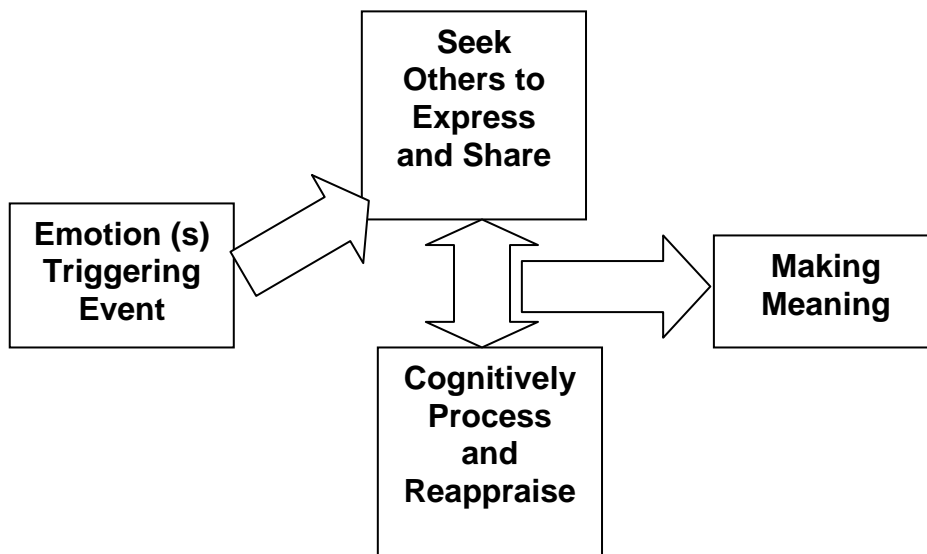 Seek
Others to
Express
and Share
Emotion (s)
Triggering
Event
Making
Meaning
Cognitively
Process
and
Reappraise